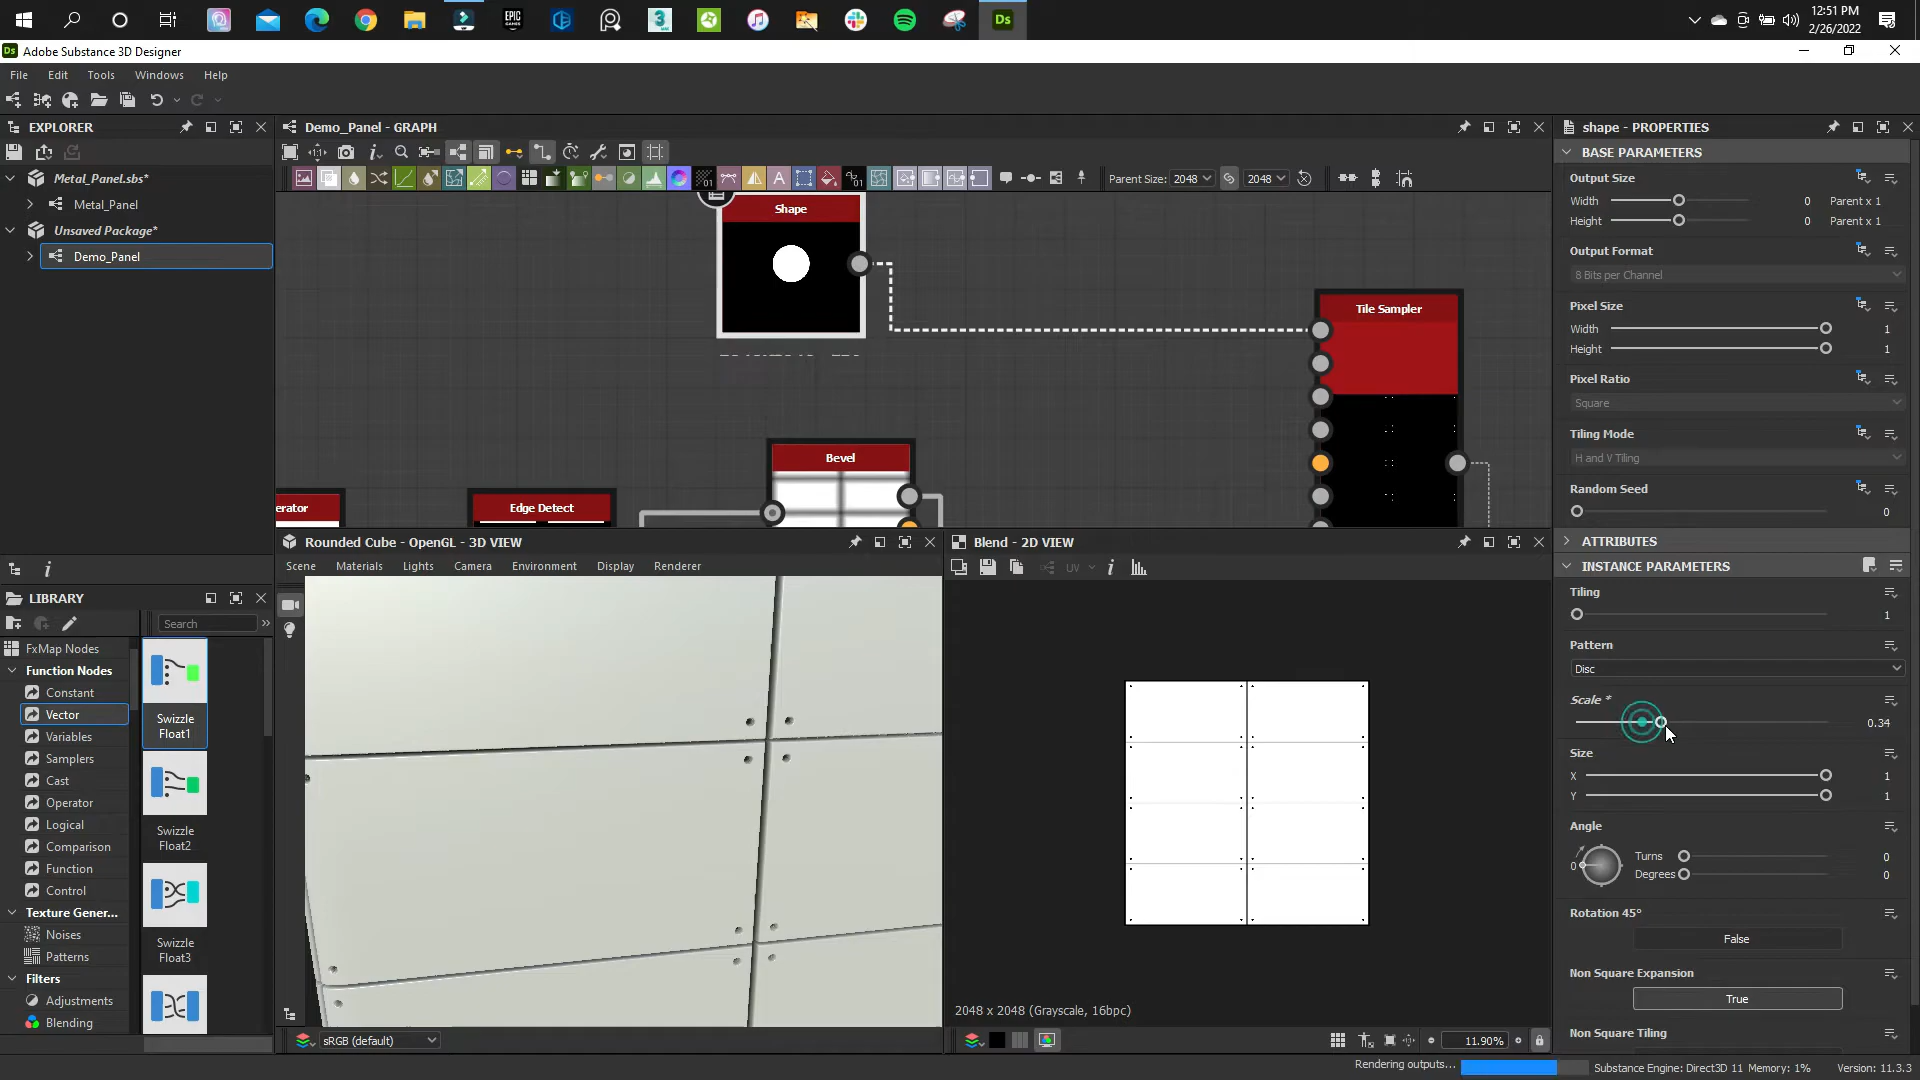 EPIC GAMES
Ds
12:51 PM
2/26/2022
Ds Adobe Substance 3D Designer
File Edit Tools Windows Help
EXPLORER
Metal_Panel.sbs*
Metal_Panel
Unsaved Package*
Demo_Panel
Demo_Panel - GRAPH
01
A
01
Parent Size: 2048
2048
Shape
Tile Sampler
Bevel
erator
Edge Detect
LIBRARY
Search
FxMap Nodes
Function Nodes
Constant
Vector
Variables
Samplers
Cast
Operator
Logical
Comparison
Function
Control
Texture Gener...
Noises
Patterns
Filters
Adjustments
Blending
Swizzle
Float1
Swizzle
Float2
Swizzle
Float3
Rounded Cube - OpenGL - 3D VIEW
Scene Materials Lights Camera Environment Display Renderer
sRGB (default)
Blend - 2D VIEW
UV
2048 x 2048 (Grayscale, 16bpc)
11.90%
shape - PROPERTIES
BASE PARAMETERS
Output Size
Width 0 Parent x 1
Height 0 Parent x 1
Output Format
8 Bits per Channel
Pixel Size
Width 1
Height 1
Pixel Ratio
Square
Tiling Mode
H and V Tiling
Random Seed
0
ATTRIBUTES
INSTANCE PARAMETERS
Tiling
1
Pattern
Disc
Scale *
0.34
Size
X 1
Y 1
Angle
0 Turns 0
Degrees 0
Rotation 45°
False
Non Square Expansion
True
Non Square Tiling
Rendering outputs...
Substance Engine: Direct3D 11 Memory: 1% Version: 11.3.3